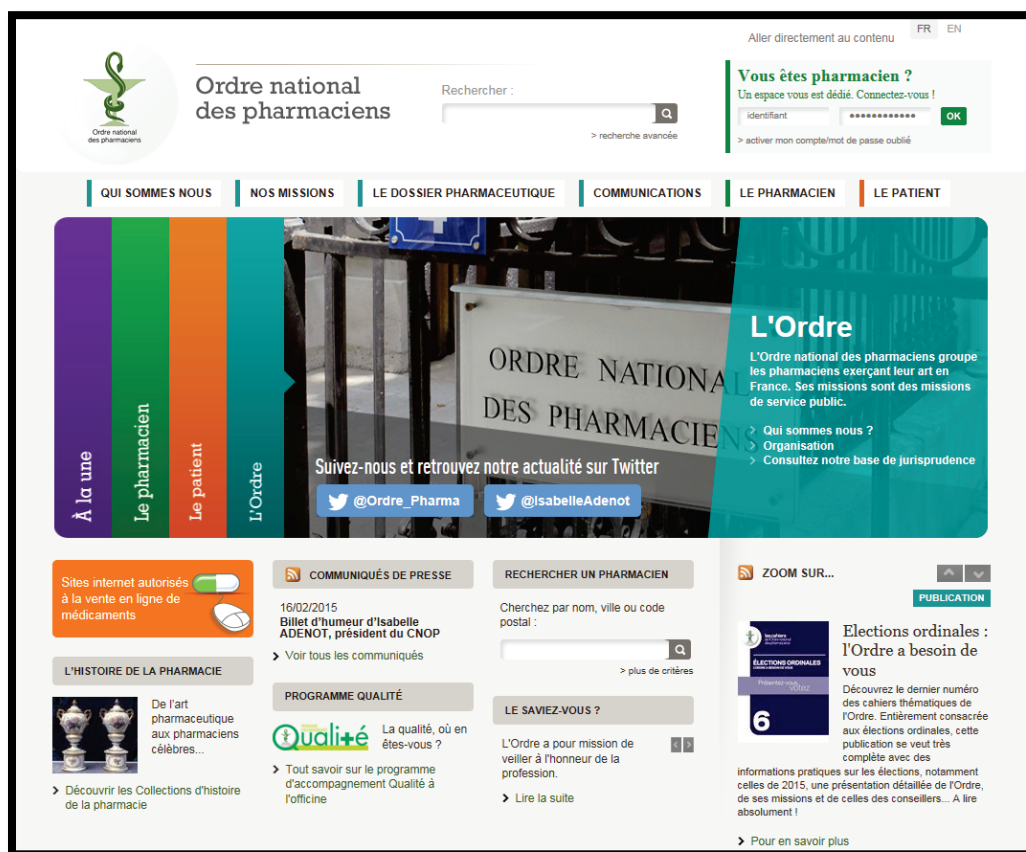 Aller directement au contenu FR EN
Ordre national
des pharmaciens
Ordre national
des pharmaciens
Rechercher :
> recherche avancée
Vous êtes pharmacien ?
Un espace vous est dédié. Connectez-vous !
identifiant ●●●●●●●●●●●● OK
> activer mon compte/mot de passe oublié
QUI SOMMES NOUS NOS MISSIONS LE DOSSIER PHARMACEUTIQUE COMMUNICATIONS LE PHARMACIEN LE PATIENT
À la une
Le pharmacien
Le patient
L'Ordre
ORDRE NATIONA
DES PHARMACIENS
Suivez-nous et retrouvez notre actualité sur Twitter
@Ordre_Pharma @IsabelleAdenot
L'Ordre
L'Ordre national des pharmaciens groupe
les pharmaciens exerçant leur art en
France. Ses missions sont des missions
de service public.
> Qui sommes nous ?
> Organisation
> Consultez notre base de jurisprudence
Sites internet autorisés
à la vente en ligne de
médicaments
L'HISTOIRE DE LA PHARMACIE
De l'art
pharmaceutique
aux pharmaciens
célèbres...
> Découvrir les Collections d'histoire
de la pharmacie
COMMUNIQUÉS DE PRESSE
16/02/2015
Billet d'humeur d'Isabelle
ADENOT, président du CNOP
> Voir tous les communiqués
PROGRAMME QUALITÉ
Qualité
La qualité, où en
êtes-vous ?
> Tout savoir sur le programme
d'accompagnement Qualité à
l'officine
RECHERCHER UN PHARMACIEN
Cherchez par nom, ville ou code
postal :
> plus de critères
LE SAVIEZ-VOUS ?
L'Ordre a pour mission de
veiller à l'honneur de la
profession.
> Lire la suite
ZOOM SUR...
PUBLICATION
les cahiers
ÉLECTIONS ORDINALES
L'ORDRE A BESOIN DE VOUS
Présentez-vous
votez
6
Elections ordinales :
l'Ordre a besoin de
vous
Découvrez le dernier numéro
des cahiers thématiques de
l'Ordre. Entièrement consacrée
aux élections ordinales, cette
publication se veut très
complète avec des
informations pratiques sur les élections, notamment
celles de 2015, une présentation détaillée de l'Ordre,
de ses missions et de celles des conseillers... A lire
absolument !
> Pour en savoir plus